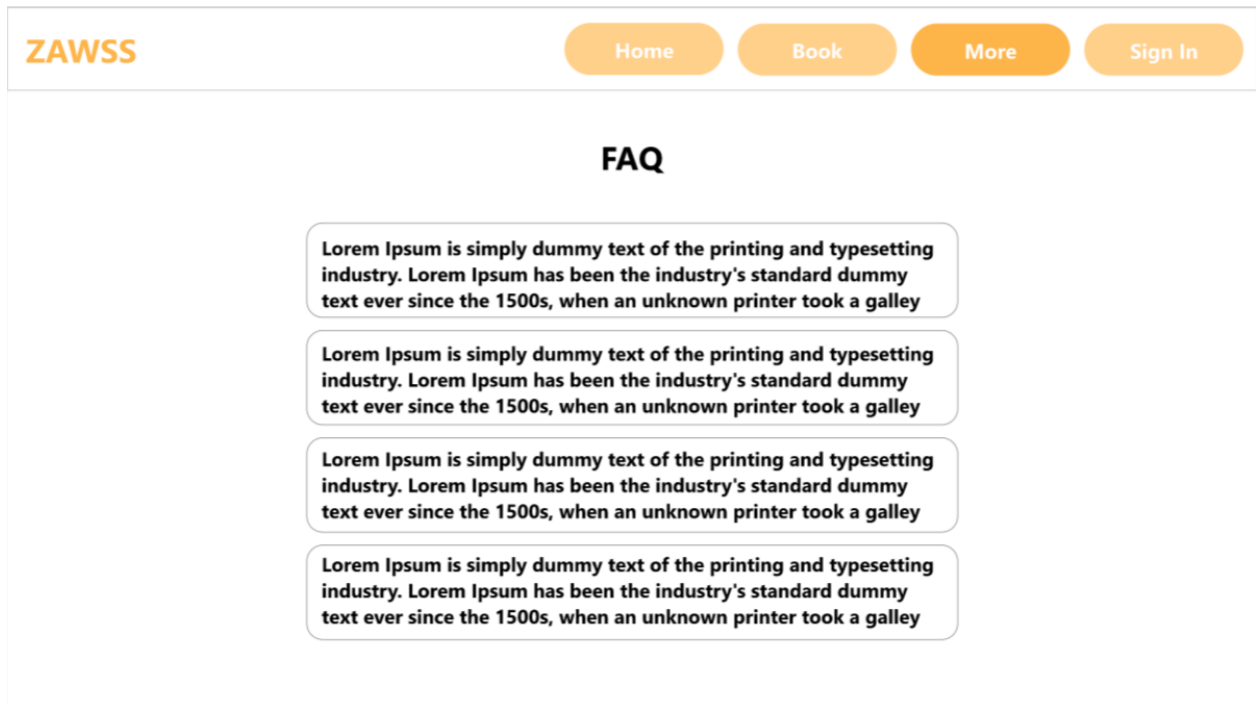 ZAWSS
Home
Book
More
Sign In
FAQ
Lorem Ipsum is simply dummy text of the printing and typesetting
industry. Lorem Ipsum has been the industry's standard dummy
text ever since the 1500s, when an unknown printer took a galley
Lorem Ipsum is simply dummy text of the printing and typesetting
industry. Lorem Ipsum has been the industry's standard dummy
text ever since the 1500s, when an unknown printer took a galley
Lorem Ipsum is simply dummy text of the printing and typesetting
industry. Lorem Ipsum has been the industry's standard dummy
text ever since the 1500s, when an unknown printer took a galley
Lorem Ipsum is simply dummy text of the printing and typesetting
industry. Lorem Ipsum has been the industry's standard dummy
text ever since the 1500s, when an unknown printer took a galley